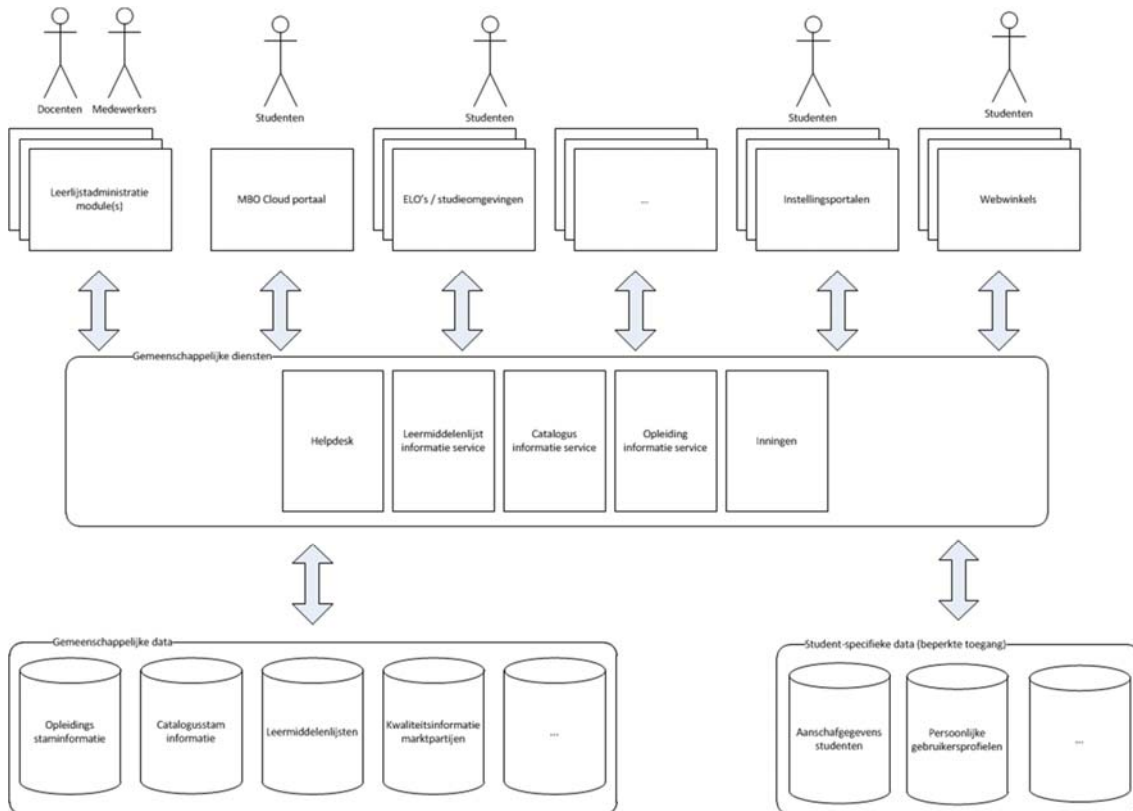 Docenten
Medewerkers
Studenten
Studenten
Studenten
Studenten
Leerlijstadministratie
module(s)
MBO Cloud portaal
ELO's / studieomgevingen
...
Instellingsportalen
Webwinkels
Gemeenschappelijke diensten
Helpdesk
Leermiddelenlijst
informatie service
Catalogus
informatie service
Opleiding
informatie service
Inningen
Gemeenschappelijke data
Opleidings
staminformatie
Catalogusstam
informatie
Leermiddelenlijsten
Kwaliteitsinformatie
marktpartijen
...
Student-specifieke data (beperkte toegang)
Aanschafgegevens
studenten
Persoonlijke
gebruikersprofielen
...